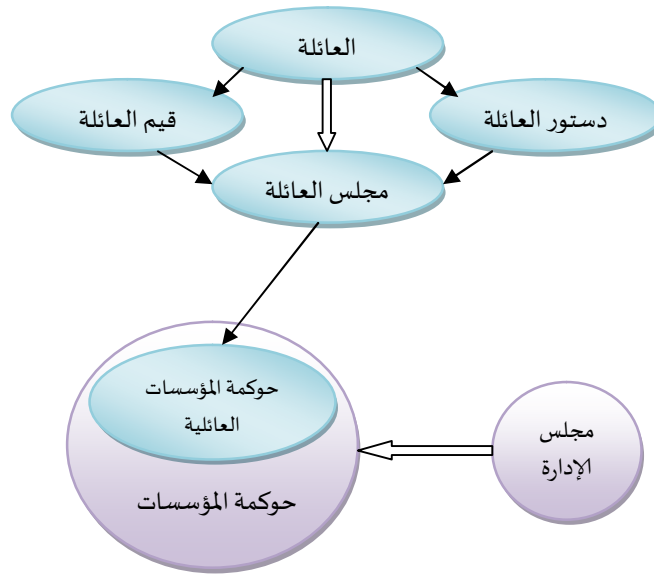 العائلة
دستور العائلة
قيم العائلة
مجلس العائلة
حوكمة المؤسسات
العائلية
مجلس
الإدارة
حوكمة المؤسسات